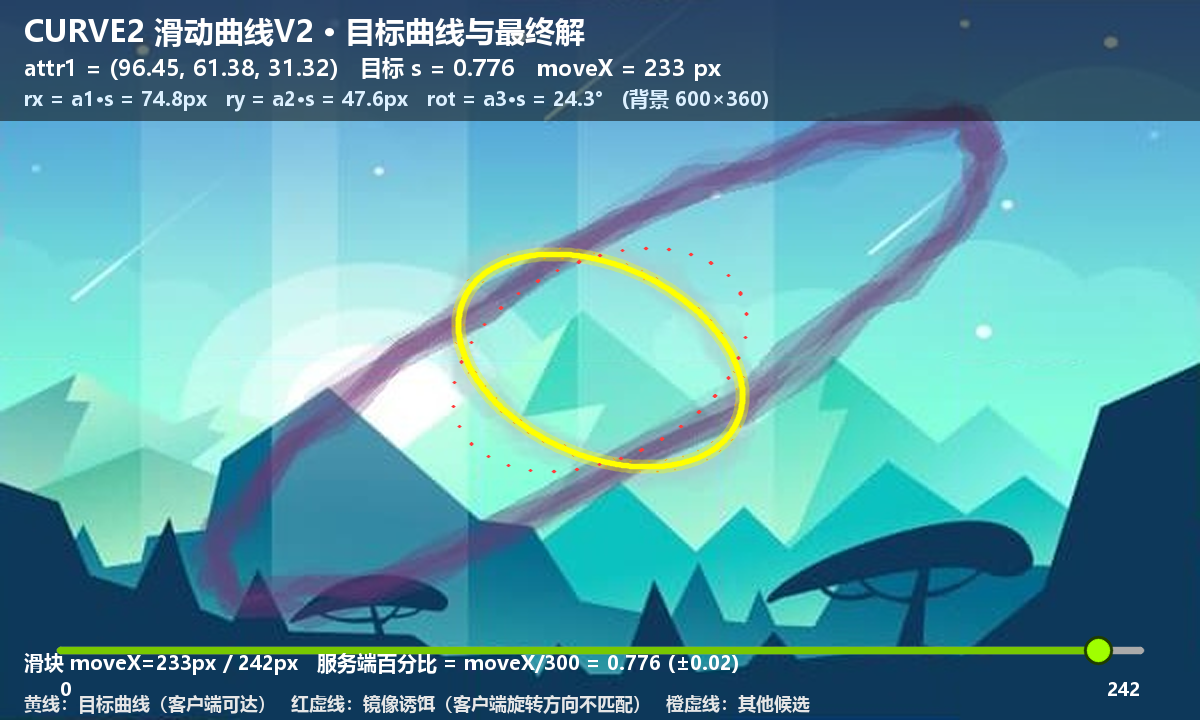 CURVE2 滑动曲线V2 • 目标曲线与最终解
attr1 = (96.45, 61.38, 31.32)   目标 s = 0.776   moveX = 233 px
rx = a1•s = 74.8px   ry = a2•s = 47.6px   rot = a3•s = 24.3°   (背景 600×360)
滑块 moveX=233px / 242px   服务端百分比 = moveX/300 = 0.776 (±0.02)
0
242
黄线：目标曲线（客户端可达）   红虚线：镜像诱饵（客户端旋转方向不匹配）   橙虚线：其他候选